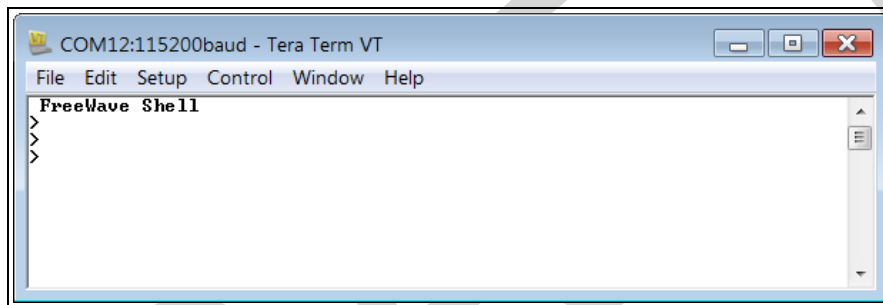 COM12:115200baud - Tera Term VT
File Edit Setup Control Window Help
FreeWave Shell
>
>
>